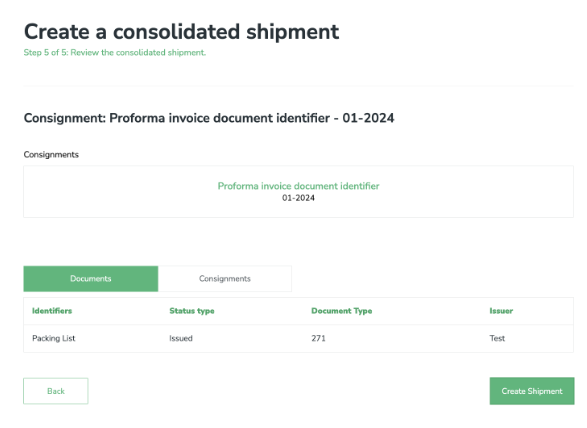 Create a consolidated shipment
Step 5 of 5: Review the consolidated shipment.
Consignment: Proforma invoice document identifier - 01-2024
Consignments
Proforma invoice document identifier
01-2024
Documents Consignments
Identifiers Status type Document Type Issuer
Packing List Issued 271 Test
Back Create Shipment